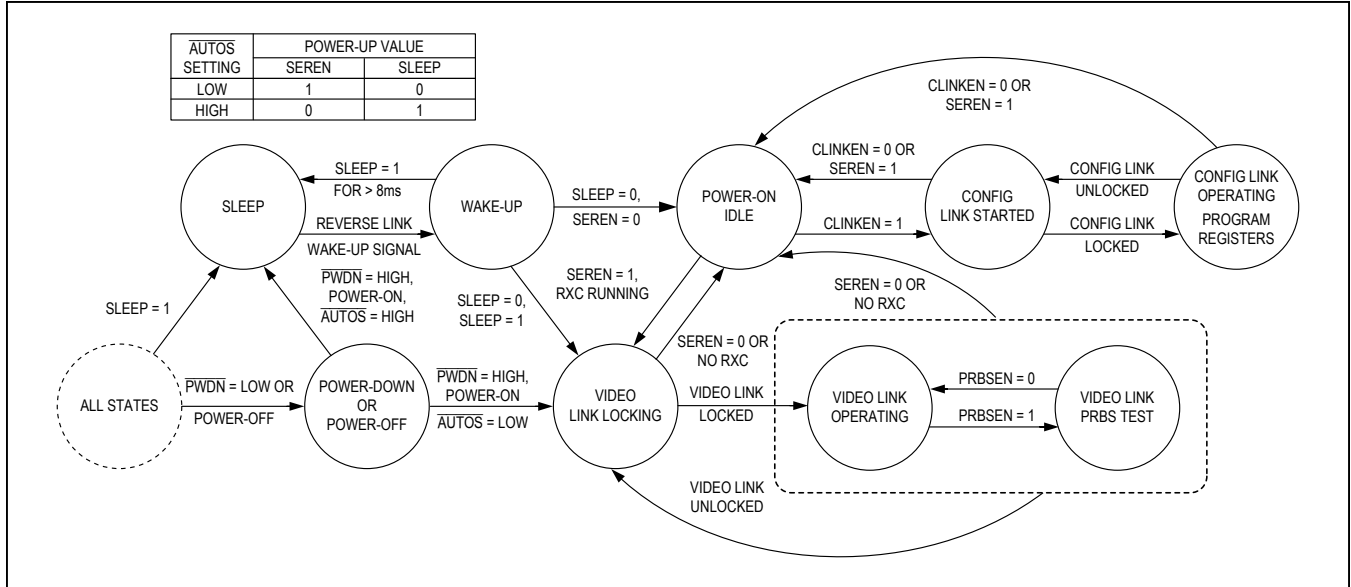 AUTOS
SETTING
POWER-UP VALUE
SEREN
SLEEP
LOW
1
0
HIGH
0
1
CLINKEN = 0 OR
SEREN = 1
SLEEP
SLEEP = 1
FOR > 8ms
REVERSE LINK
WAKE-UP SIGNAL
WAKE-UP
SLEEP = 0,
SEREN = 0
POWER-ON
IDLE
CLINKEN = 0 OR
SEREN = 1
CLINKEN = 1
CONFIG
LINK STARTED
CONFIG LINK
UNLOCKED
CONFIG LINK
LOCKED
CONFIG LINK
OPERATING
PROGRAM
REGISTERS
SLEEP = 1
PWDN = HIGH,
POWER-ON,
AUTOS = HIGH
SLEEP = 0,
SLEEP = 1
SEREN = 1,
RXC RUNNING
SEREN = 0 OR
NO RXC
SEREN = 0 OR
NO RXC
ALL STATES
PWDN = LOW OR
POWER-OFF
POWER-DOWN
OR
POWER-OFF
PWDN = HIGH,
POWER-ON
AUTOS = LOW
VIDEO
LINK LOCKING
VIDEO LINK
LOCKED
VIDEO LINK
OPERATING
PRBSEN = 0
PRBSEN = 1
VIDEO LINK
PRBS TEST
VIDEO LINK
UNLOCKED